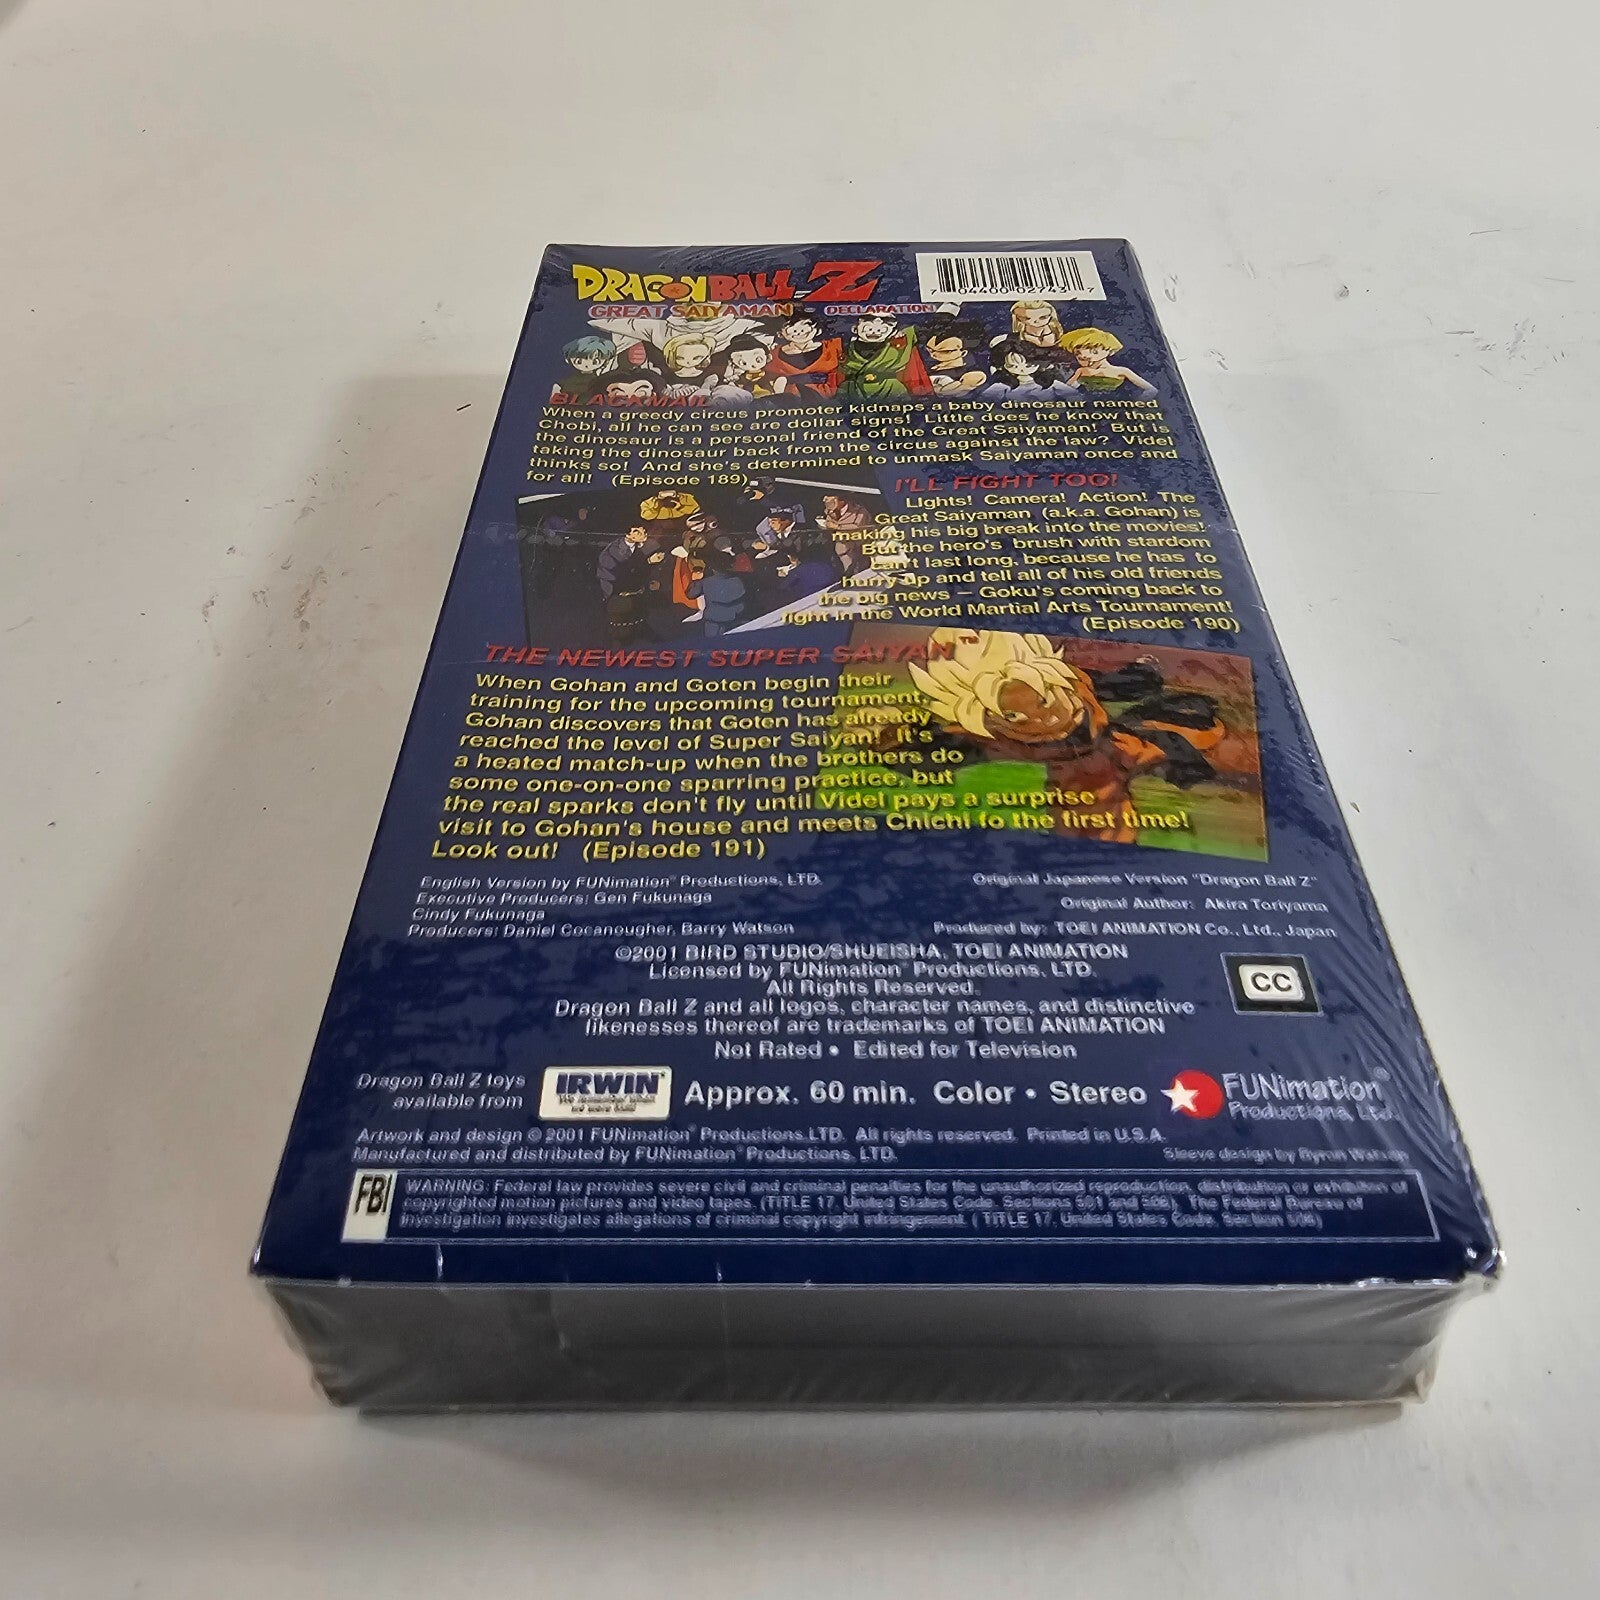 DRAGON BALL Z
GREAT SAIYAMAN - DECLARATION
7 04400 02743 7
BLACKMAIL
When a greedy circus promoter kidnaps a baby dinosaur named
Chobi, all he can see are dollar signs! Little does he know that
the dinosaur is a personal friend of the Great Saiyaman! But is
taking the dinosaur back from the circus against the law? Videl
thinks so! And she's determined to unmask Saiyaman once and
for all! (Episode 189)
I'LL FIGHT TOO!
Lights! Camera! Action! The
Great Saiyaman (a.k.a. Gohan) is
making his big break into the movies!
But the hero's brush with stardom
can't last long, because he has to
hurry up and tell all of his old friends
the big news — Goku's coming back to
fight in the World Martial Arts Tournament!
(Episode 190)
THE NEWEST SUPER SAIYAN™
When Gohan and Goten begin their
training for the upcoming tournament,
Gohan discovers that Goten has already
reached the level of Super Saiyan! It's
a heated match-up when the brothers do
some one-on-one sparring practice, but
the real sparks don't fly until Videl pays a surprise
visit to Gohan's house and meets Chichi fo the first time!
Look out! (Episode 191)
English Version by FUNimation® Productions, LTD.
Executive Producers: Gen Fukunaga
Cindy Fukunaga
Producers: Daniel Cocanougher, Barry Watson
Original Japanese Version "Dragon Ball Z"
Original Author: Akira Toriyama
Produced by: TOEI ANIMATION Co., Ltd., Japan
©2001 BIRD STUDIO/SHUEISHA, TOEI ANIMATION
Licensed by FUNimation® Productions, LTD.
All Rights Reserved.
Dragon Ball Z and all logos, character names, and distinctive
likenesses thereof are trademarks of TOEI ANIMATION
Not Rated • Edited for Television
CC
Dragon Ball Z toys
available from
IRWIN
Approx. 60 min. Color • Stereo
FUNimation®
Productions, Ltd.
Artwork and design © 2001 FUNimation® Productions.LTD. All rights reserved. Printed in U.S.A.
Manufactured and distributed by FUNimation® Productions, LTD.
Sleeve design by Byron Watson
FBI
WARNING: Federal law provides severe civil and criminal penalties for the unauthorized reproduction, distribution or exhibition of
copyrighted motion pictures and video tapes. (TITLE 17, United States Code, Sections 501 and 506). The Federal Bureau of
Investigation investigates allegations of criminal copyright infringement. ( TITLE 17, United States Code, Section 506)